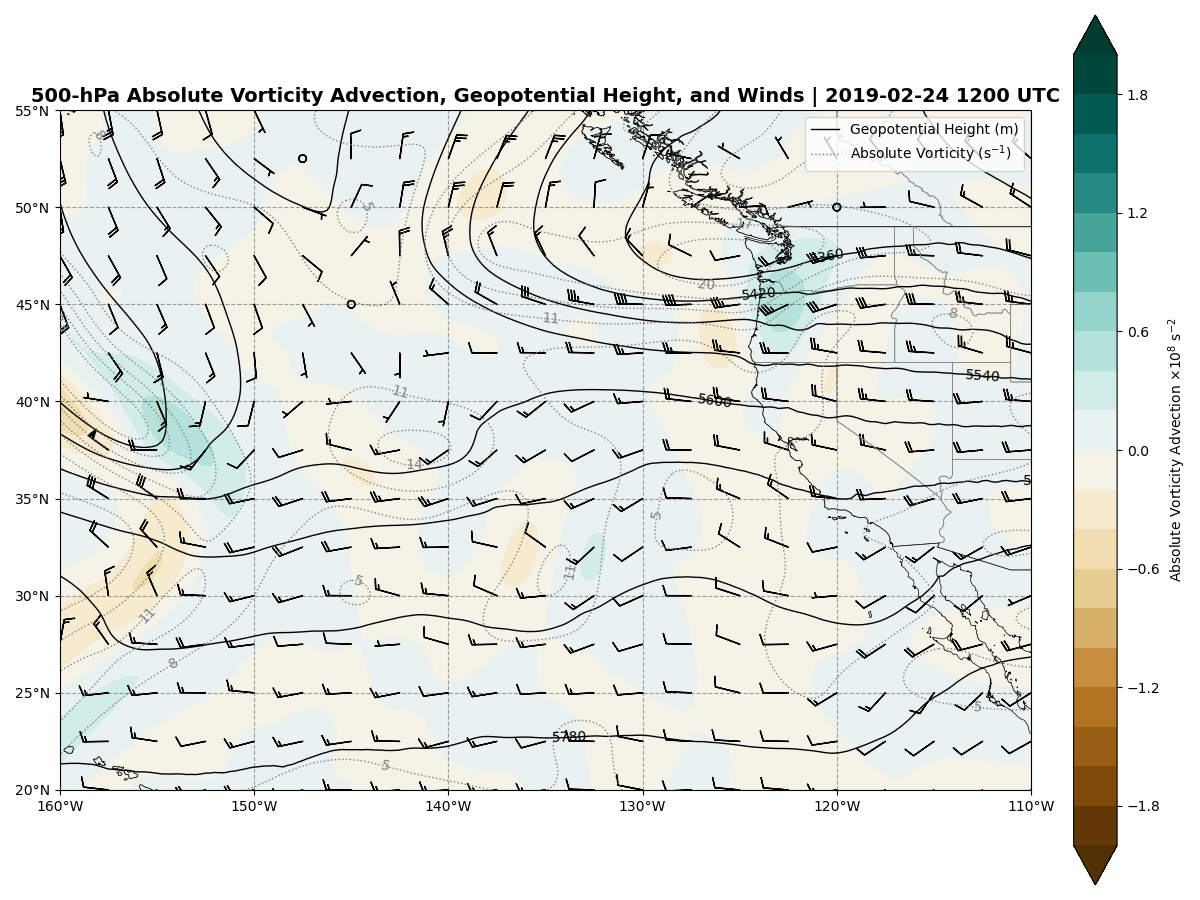 500-hPa Absolute Vorticity Advection, Geopotential Height, and Winds | 2019-02-24 1200 UTC
Geopotential Height (m)
Absolute Vorticity (s⁻¹)
55°N
50°N
45°N
40°N
35°N
30°N
25°N
20°N
160°W
150°W
140°W
130°W
120°W
110°W
8
5
17
5360
20
5420
11
8
5540
11
5600
14
5
5
11
5
11
8
5
5780
5
1.8
1.2
0.6
0.0
−0.6
−1.2
−1.8
Absolute Vorticity Advection ×10⁸ s⁻²